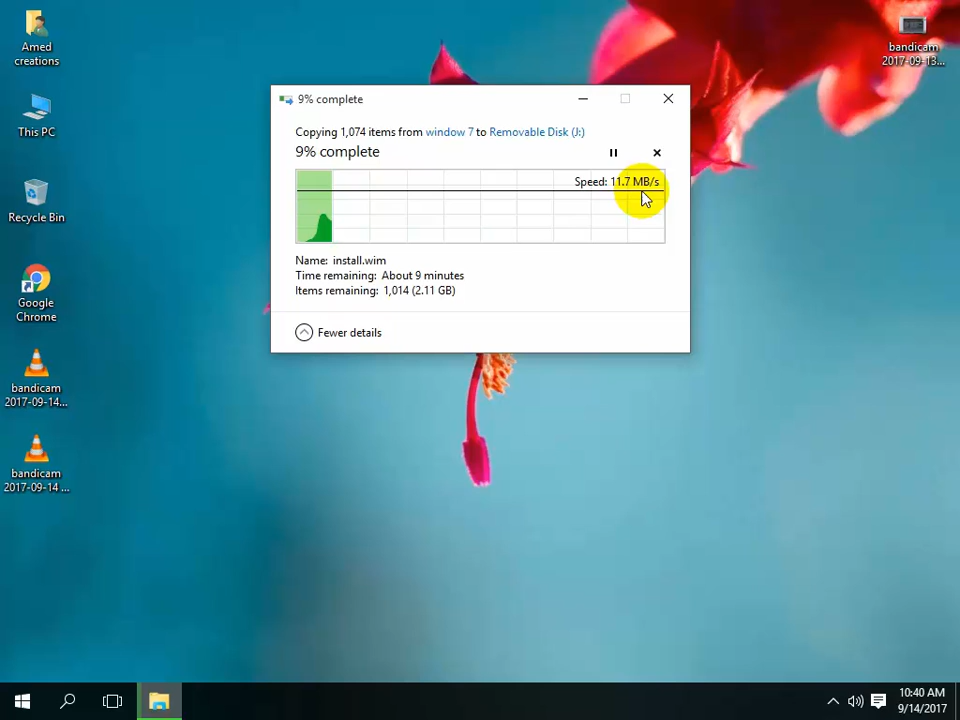 Amed
creations
This PC
Recycle Bin
Google
Chrome
bandicam
2017-09-14...
bandicam
2017-09-14 ...
bandicam
2017-09-13...
9% complete
Copying 1,074 items from window 7 to Removable Disk (J:)
9% complete
Speed: 11.7 MB/s
Name: install.wim
Time remaining: About 9 minutes
Items remaining: 1,014 (2.11 GB)
Fewer details
10:40 AM
9/14/2017